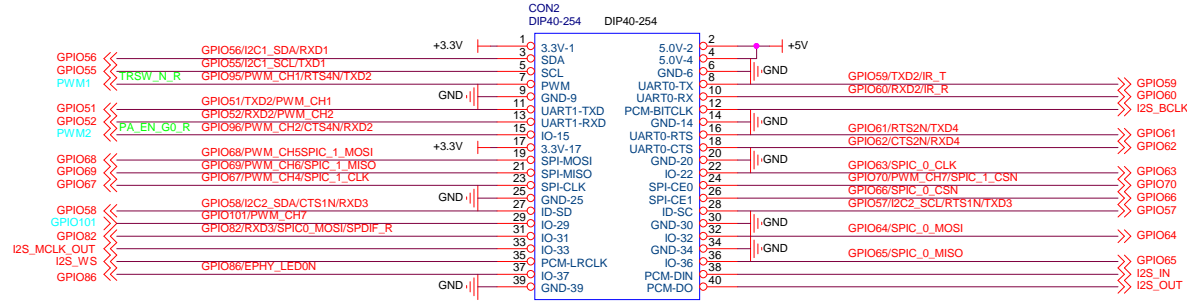 CON2
DIP40-254 DIP40-254
+3.3V 1 3.3V-1 5.0V-2 2 +5V
GPIO56 GPIO56/I2C1_SDA/RXD1 3 SDA 5.0V-4 4
GPIO55 GPIO55/I2C1_SCL/TXD1 5 SCL GND-6 6 GND
PWM1 TRSW_N_R GPIO95/PWM_CH1/RTS4N/TXD2 7 PWM UART0-TX 8 GPIO59/TXD2/IR_T GPIO59
GND 9 GND-9 UART0-RX 10 GPIO60/RXD2/IR_R GPIO60
GPIO51 GPIO51/TXD2/PWM_CH1 11 UART1-TXD PCM-BITCLK 12 I2S_BCLK
GPIO52 GPIO52/RXD2/PWM_CH2 13 UART1-RXD GND-14 14 GND
PWM2 PA_EN_G0_R GPIO96/PWM_CH2/CTS4N/RXD2 15 IO-15 UART0-RTS 16 GPIO61/RTS2N/TXD4 GPIO61
+3.3V 17 3.3V-17 UART0-CTS 18 GPIO62/CTS2N/RXD4 GPIO62
GPIO68 GPIO68/PWM_CH5SPIC_1_MOSI 19 SPI-MOSI GND-20 20 GND
GPIO69 GPIO69/PWM_CH6/SPIC_1_MISO 21 SPI-MISO IO-22 22 GPIO63/SPIC_0_CLK GPIO63
GPIO67 GPIO67/PWM_CH4/SPIC_1_CLK 23 SPI-CLK SPI-CE0 24 GPIO70/PWM_CH7/SPIC_1_CSN GPIO70
GND 25 GND-25 SPI-CE1 26 GPIO66/SPIC_0_CSN GPIO66
GPIO58 GPIO58/I2C2_SDA/CTS1N/RXD3 27 ID-SD ID-SC 28 GPIO57/I2C2_SCL/RTS1N/TXD3 GPIO57
GPIO101 GPIO101/PWM_CH7 29 IO-29 GND-30 30 GND
GPIO82 GPIO82/RXD3/SPIC0_MOSI/SPDIF_R 31 IO-31 IO-32 32 GPIO64/SPIC_0_MOSI GPIO64
I2S_MCLK_OUT 33 IO-33 GND-34 34 GND
I2S_WS 35 PCM-LRCLK IO-36 36 GPIO65/SPIC_0_MISO GPIO65
GPIO86 GPIO86/EPHY_LED0N 37 IO-37 PCM-DIN 38 I2S_IN
GND 39 GND-39 PCM-DO 40 I2S_OUT